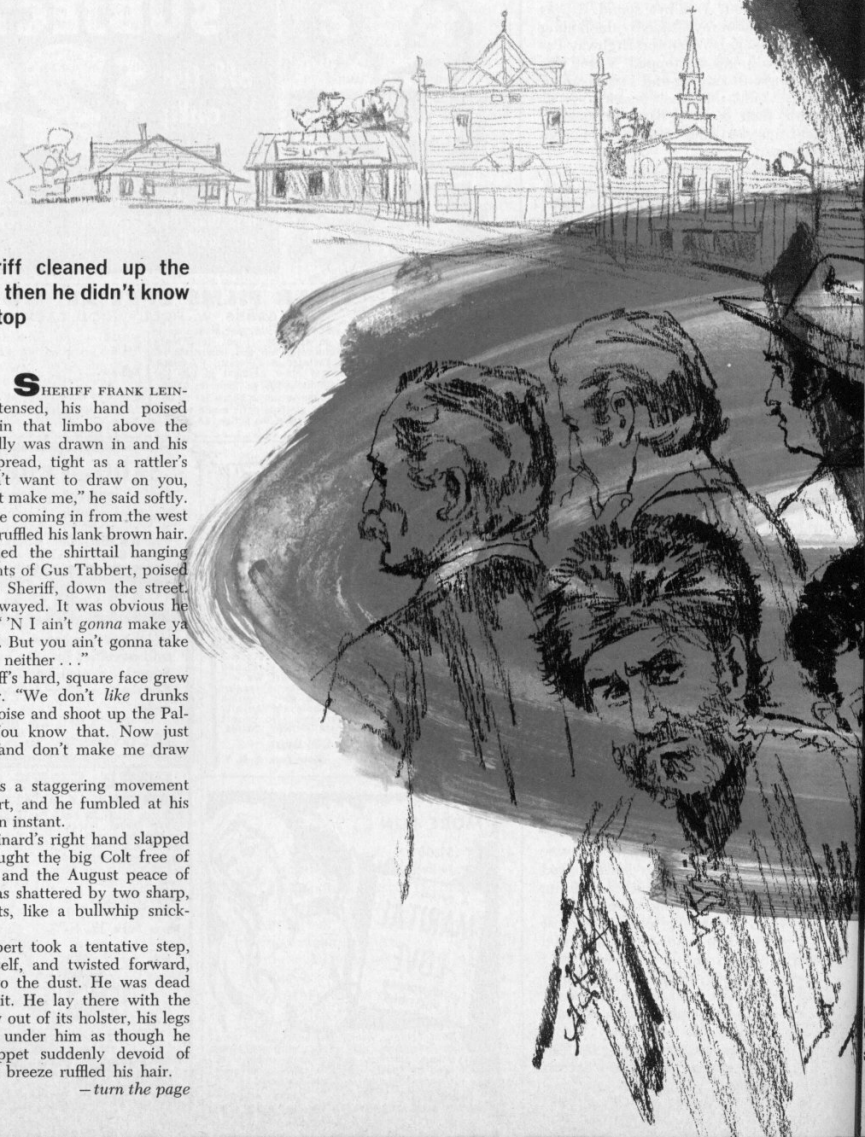 SUPPLY
riff cleaned up the
then he didn't know
top
SHERIFF FRANK LEIN-
tensed, his hand poised
in that limbo above the
lly was drawn in and his
pread, tight as a rattler's
't want to draw on you,
t make me," he said softly.
e coming in from the west
ruffled his lank brown hair.
ed the shirttail hanging
nts of Gus Tabbert, poised
Sheriff, down the street.
wayed. It was obvious he
'N I ain't gonna make ya
. But you ain't gonna take
neither . . ."
ff's hard, square face grew
. "We don't like drunks
oise and shoot up the Pal-
ou know that. Now just
and don't make me draw
s a staggering movement
rt, and he fumbled at his
n instant.
inard's right hand slapped
ught the big Colt free of
and the August peace of
as shattered by two sharp,
ts, like a bullwhip snick-
bert took a tentative step,
self, and twisted forward,
o the dust. He was dead
it. He lay there with the
y out of its holster, his legs
under him as though he
ppet suddenly devoid of
breeze ruffled his hair.
—turn the page